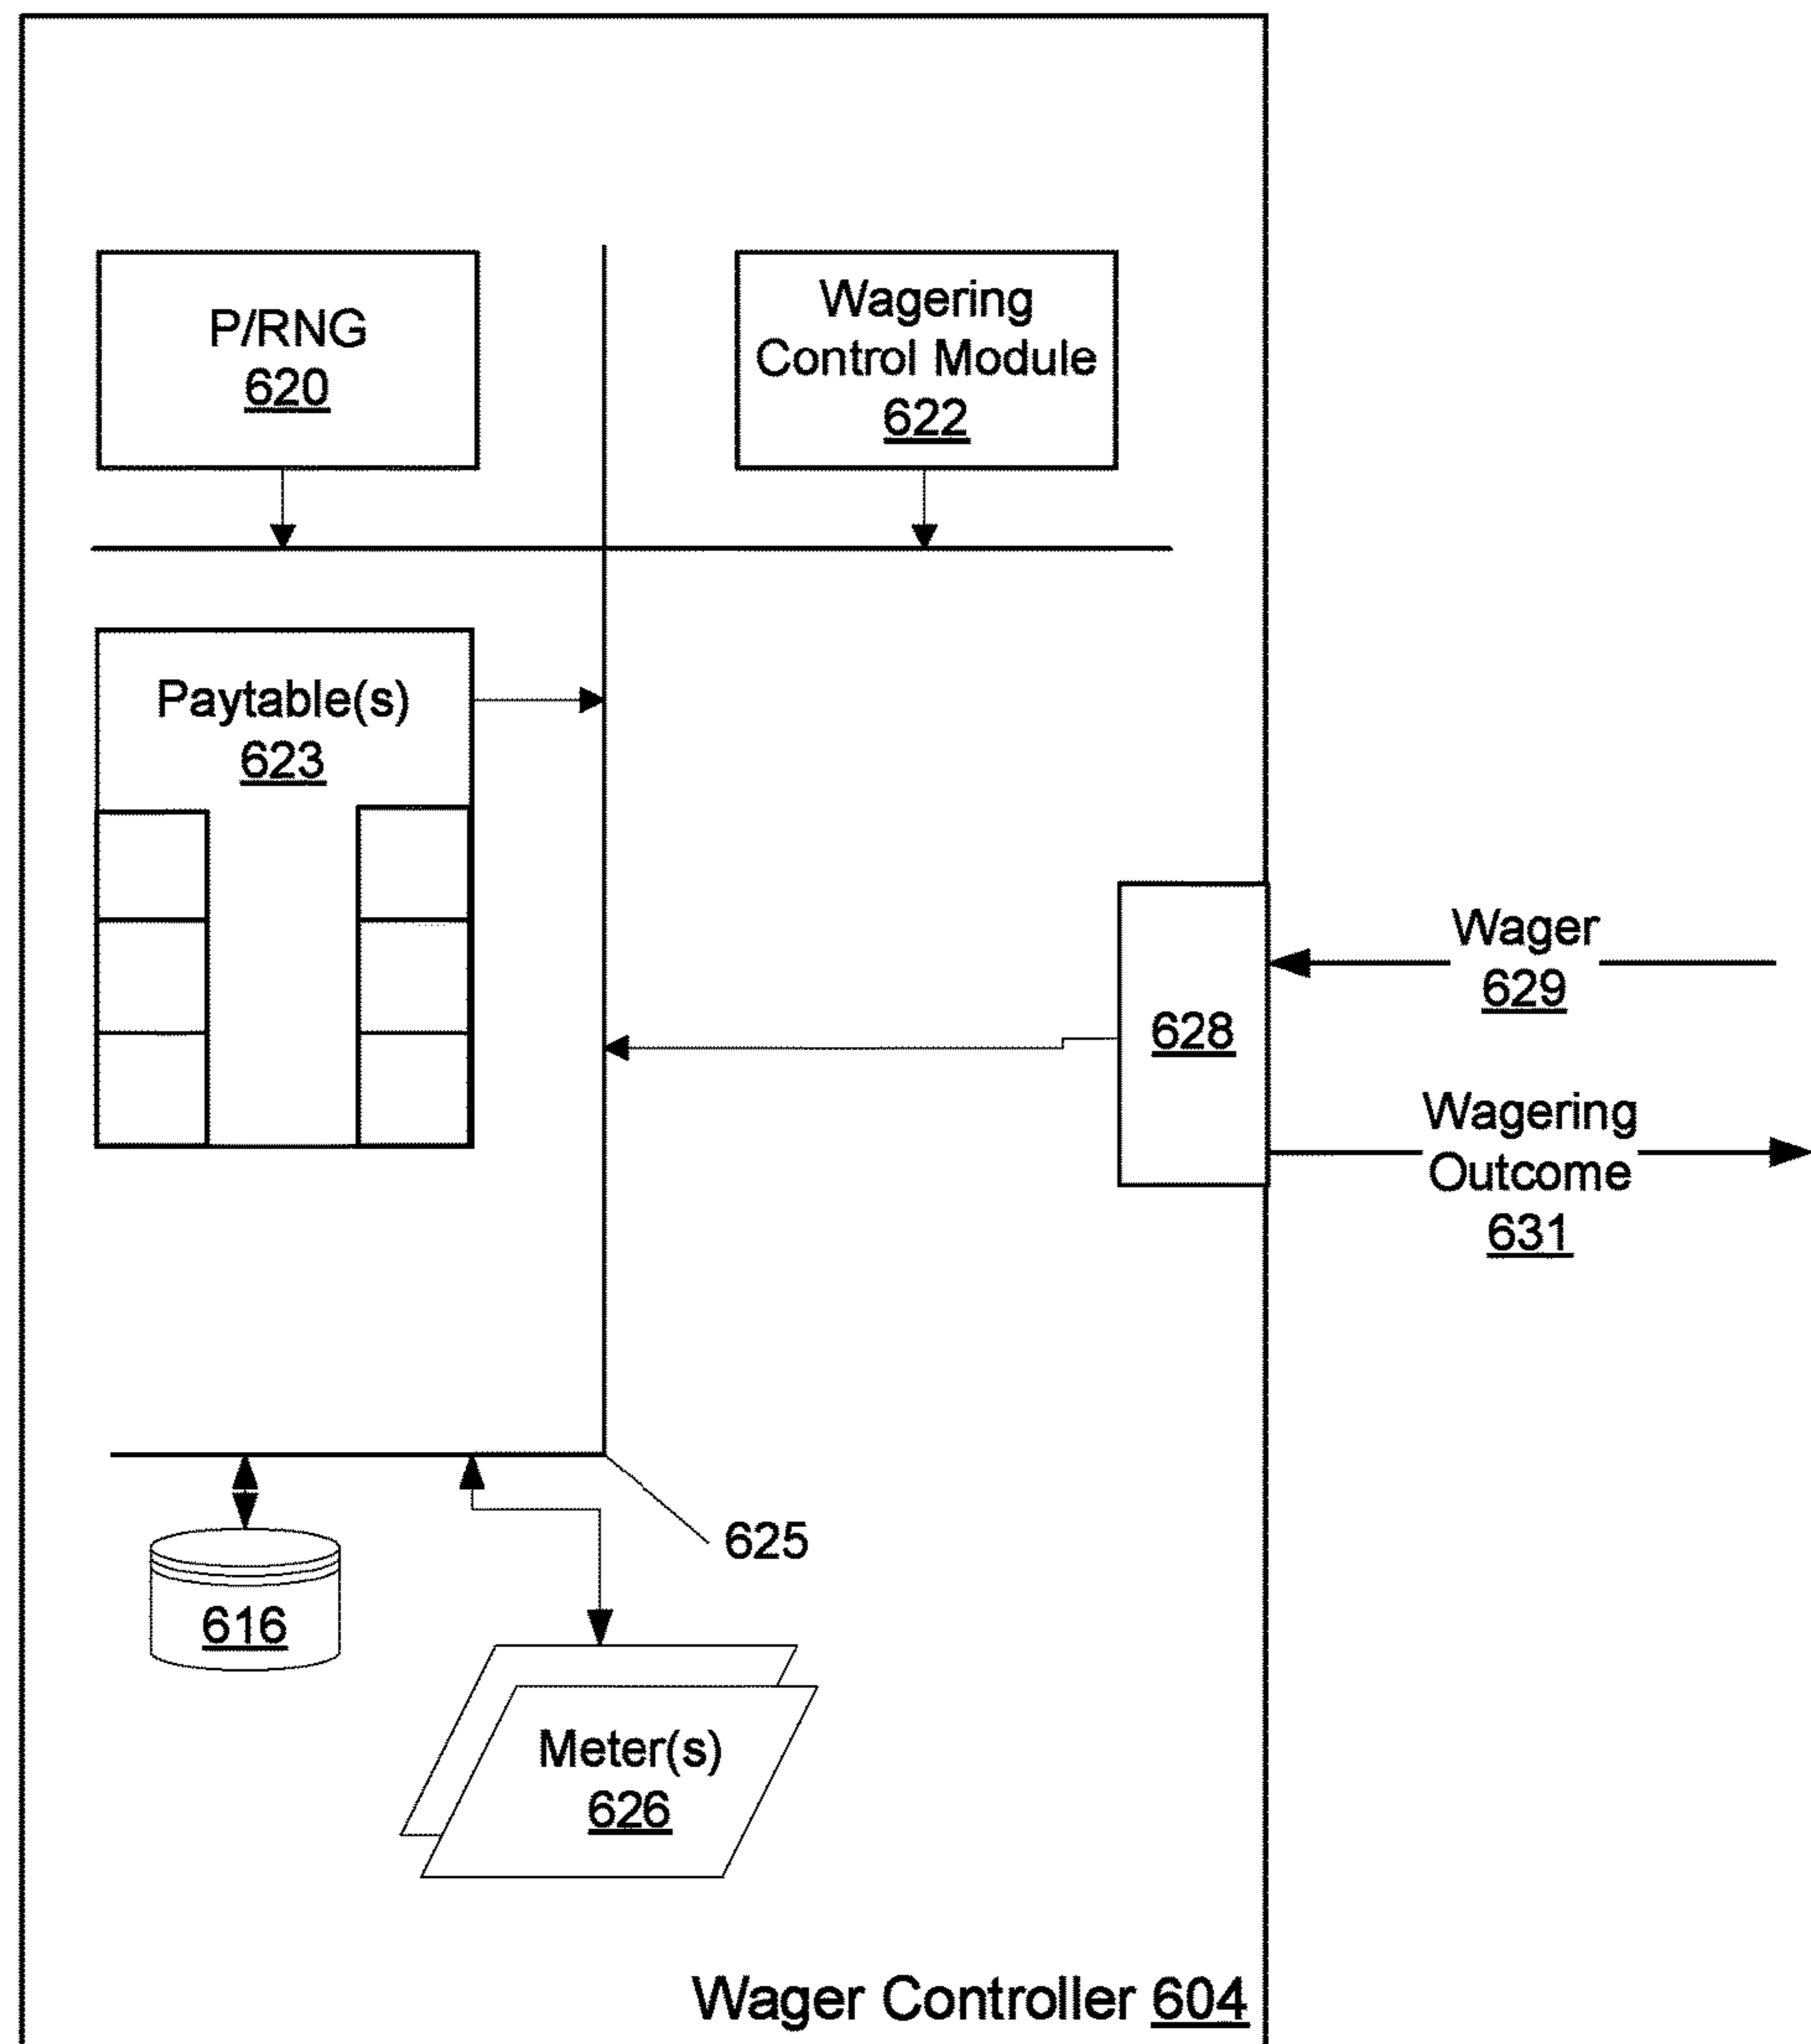 P/RNG
620
Wagering
Control Module
622
Paytable(s)
623
Wager
629
628
Wagering
Outcome
631
625
616
Meter(s)
626
Wager Controller 604